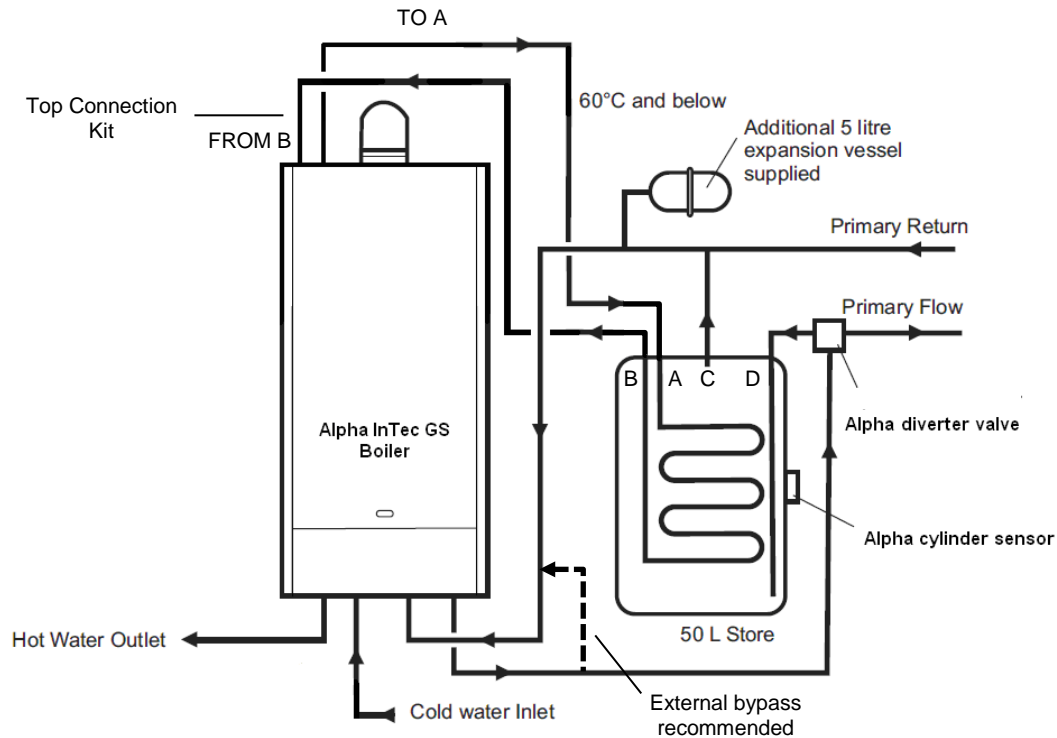 TO A
Top Connection
Kit
FROM B
60°C and below
Additional 5 litre
expansion vessel
supplied
Primary Return
Primary Flow
B A C D
Alpha diverter valve
Alpha InTec GS
Boiler
Alpha cylinder sensor
50 L Store
Hot Water Outlet
Cold water Inlet
External bypass
recommended